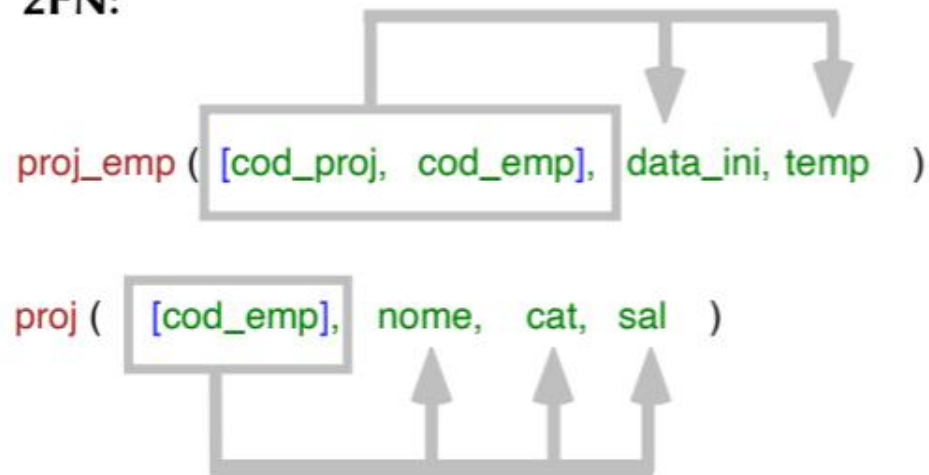 2FN:
proj_emp ( [cod_proj, cod_emp], data_ini, temp )
proj ( [cod_emp], nome, cat, sal )